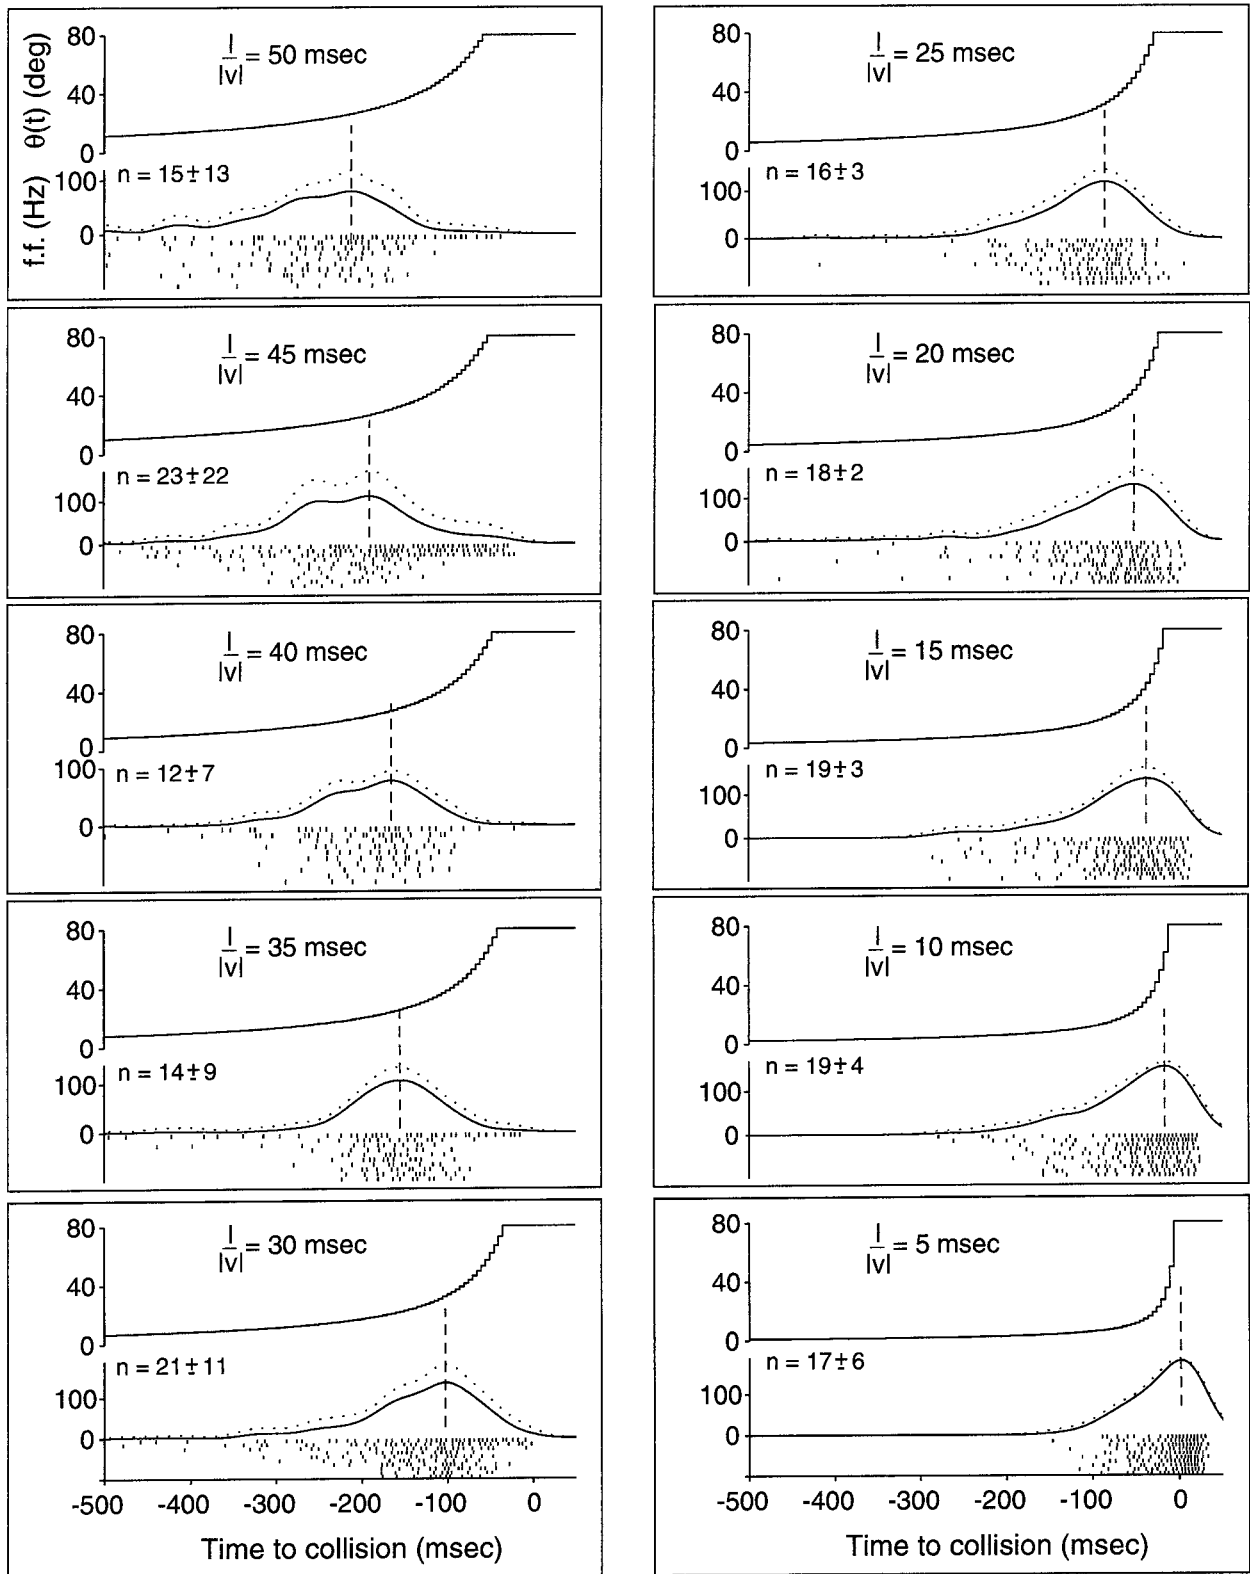 θ(t) (deg)
f.f. (Hz)
80
40
0
100
0
l/|v| = 50 msec
n = 15±13
80
40
0
100
0
l/|v| = 45 msec
n = 23±22
80
40
0
100
0
l/|v| = 40 msec
n = 12±7
80
40
0
100
0
l/|v| = 35 msec
n = 14±9
80
40
0
100
0
l/|v| = 30 msec
n = 21±11
-500 -400 -300 -200 -100 0
Time to collision (msec)
80
40
0
100
0
l/|v| = 25 msec
n = 16±3
80
40
0
100
0
l/|v| = 20 msec
n = 18±2
80
40
0
100
0
l/|v| = 15 msec
n = 19±3
80
40
0
100
0
l/|v| = 10 msec
n = 19±4
80
40
0
100
0
l/|v| = 5 msec
n = 17±6
-500 -400 -300 -200 -100 0
Time to collision (msec)